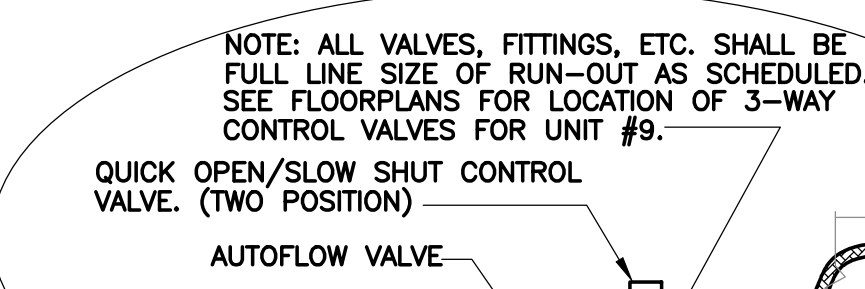 NOTE: ALL VALVES, FITTINGS, ETC. SHALL BE
FULL LINE SIZE OF RUN-OUT AS SCHEDULED.
SEE FLOORPLANS FOR LOCATION OF 3-WAY
CONTROL VALVES FOR UNIT #9.
QUICK OPEN/SLOW SHUT CONTROL
VALVE. (TWO POSITION)
AUTOFLOW VALVE